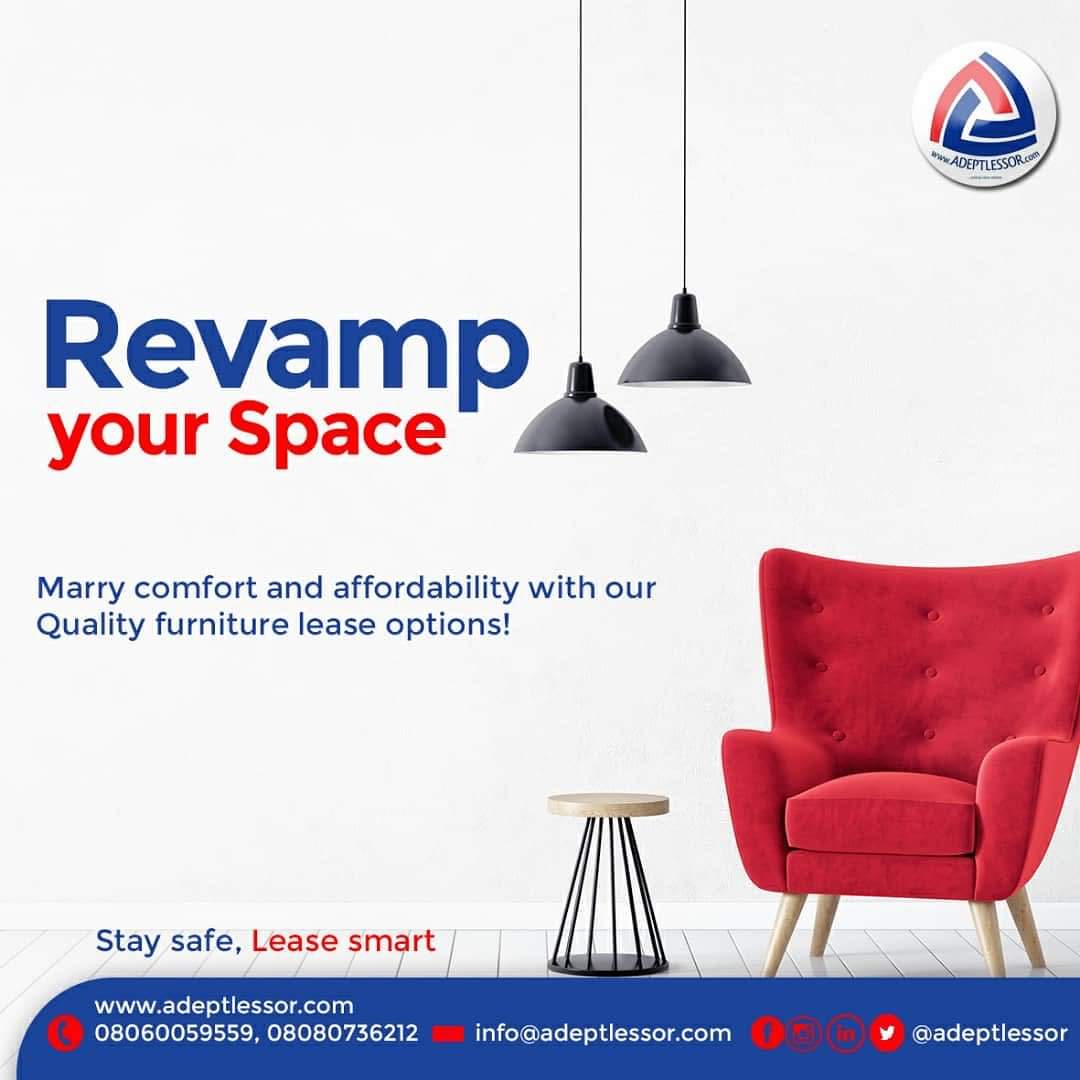 www.ADEPTLESSOR.com
Revamp
your Space
Marry comfort and affordability with our
Quality furniture lease options!
Stay safe, Lease smart
www.adeptlessor.com
08060059559, 08080736212 info@adeptlessor.com @adeptlessor